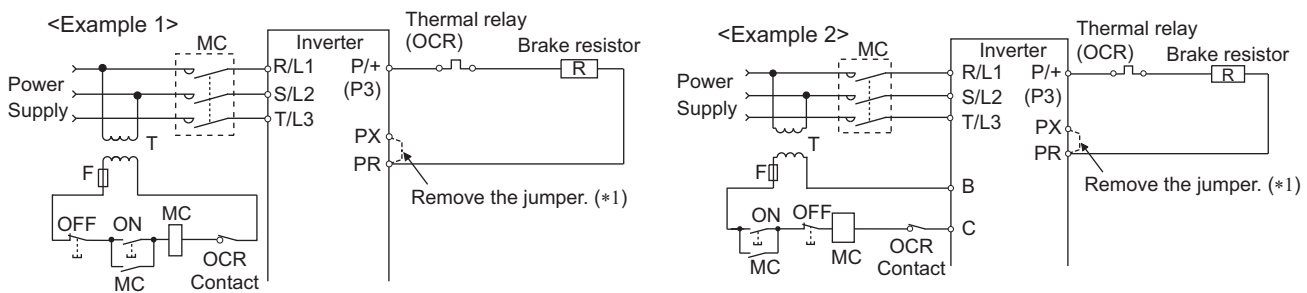 <Example 1>
MC
Power
Supply
Inverter
R/L1
S/L2
T/L3
P/+
(P3)
PX
PR
Thermal relay
(OCR)
Brake resistor
R
T
F
Remove the jumper. (*1)
OFF
ON
MC
MC
OCR
Contact
<Example 2>
MC
Power
Supply
Inverter
R/L1
S/L2
T/L3
P/+
(P3)
PX
PR
Thermal relay
(OCR)
Brake resistor
R
T
F
B
Remove the jumper. (*1)
ON
OFF
C
MC
MC
OCR
Contact